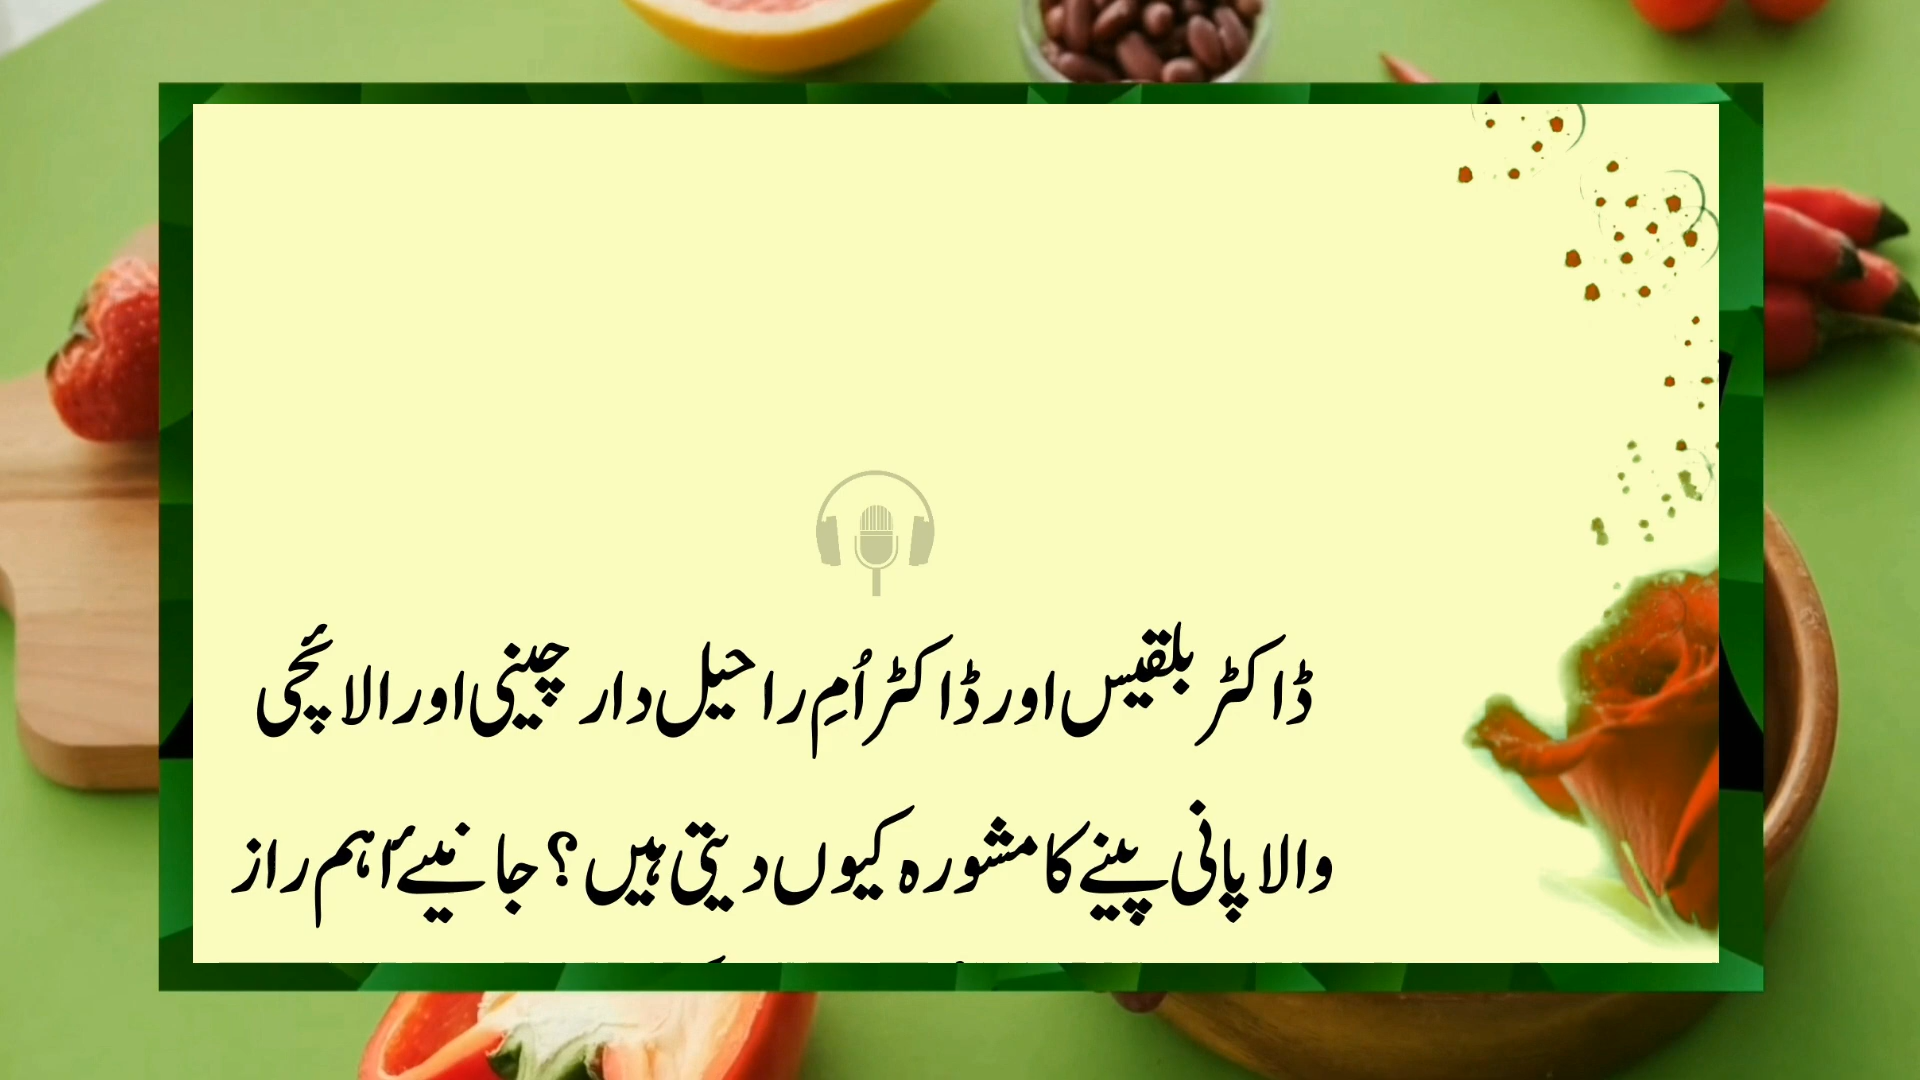 ڈاکٹر بلقیس اور ڈاکٹر اُمِ راحیل دار چینی اور الائچی
والا پانی پینے کا مشورہ کیوں دیتی ہیں؟ جانیئے اہم راز